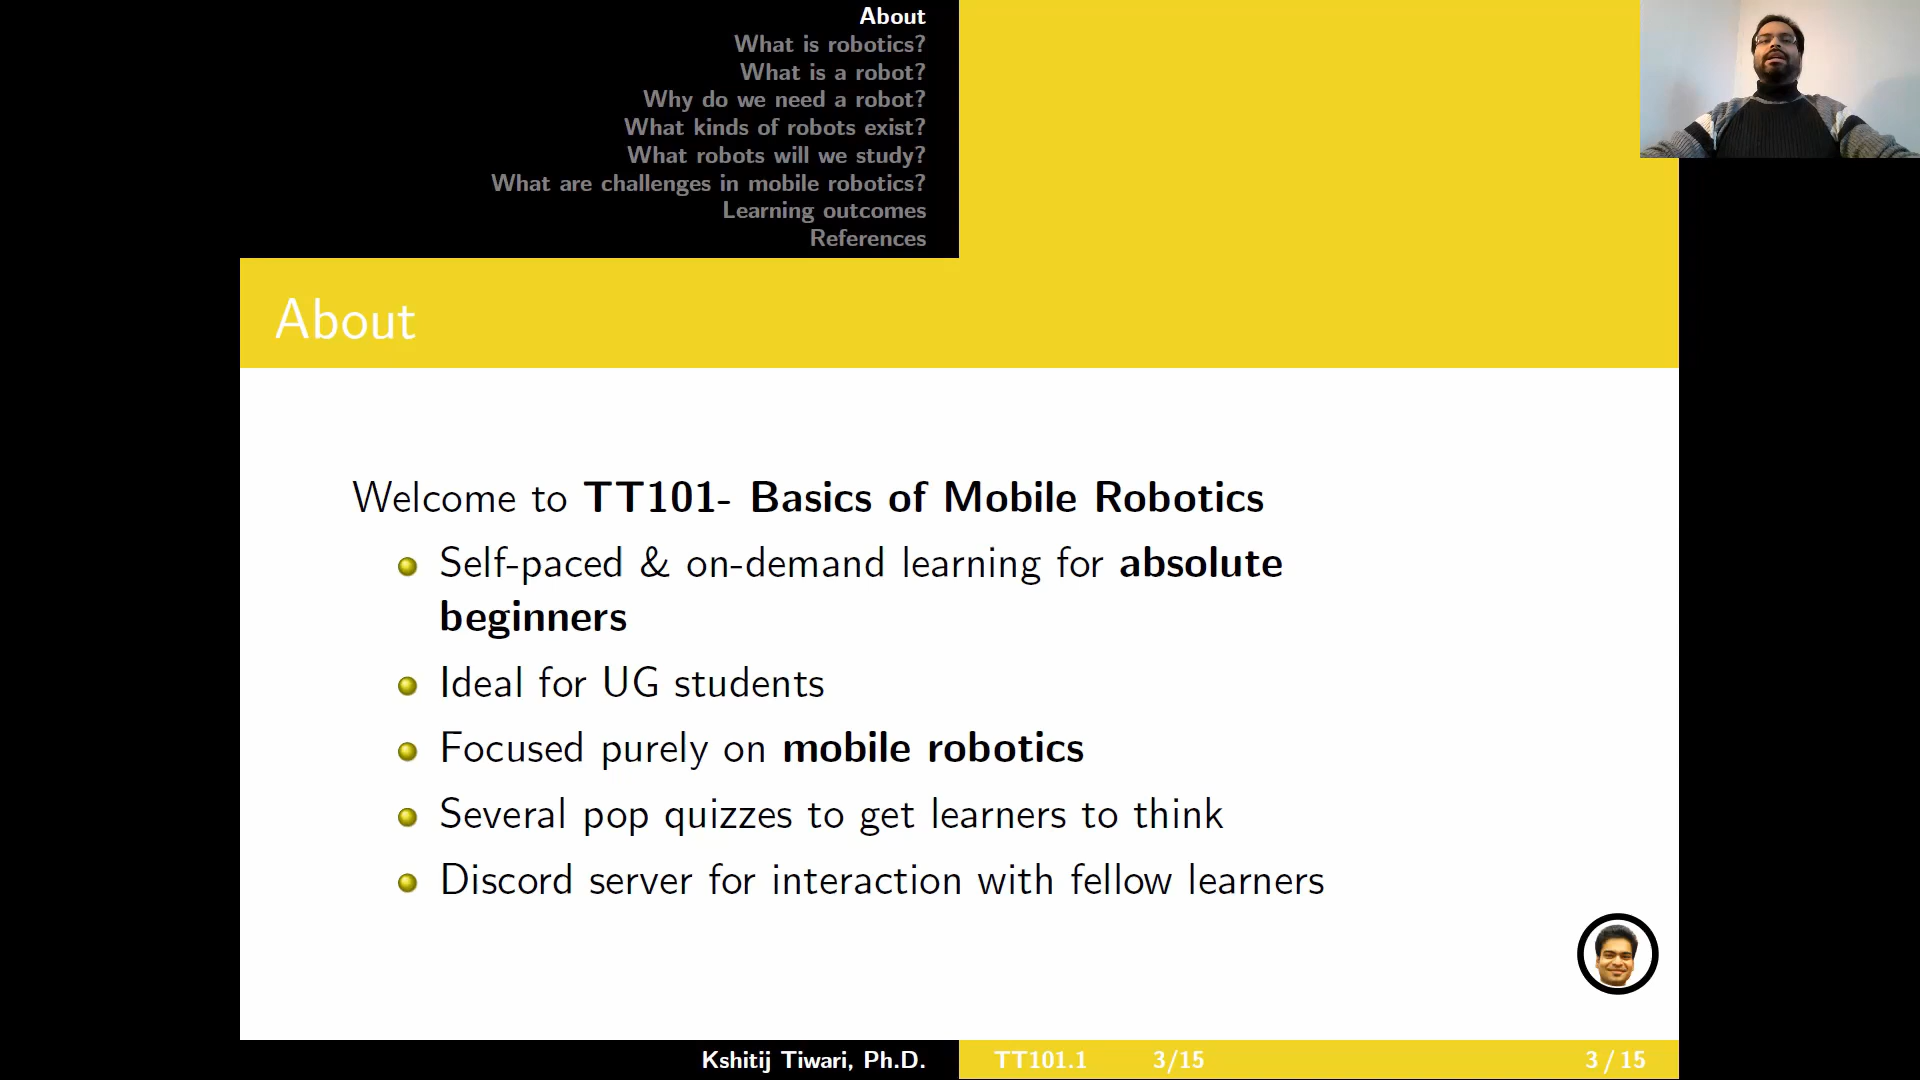 About
What is robotics?
What is a robot?
Why do we need a robot?
What kinds of robots exist?
What robots will we study?
What are challenges in mobile robotics?
Learning outcomes
References
About
Welcome to TT101- Basics of Mobile Robotics
Self-paced & on-demand learning for absolute
beginners
Ideal for UG students
Focused purely on mobile robotics
Several pop quizzes to get learners to think
Discord server for interaction with fellow learners
Kshitij Tiwari, Ph.D. TT101.1 3/15 3 / 15